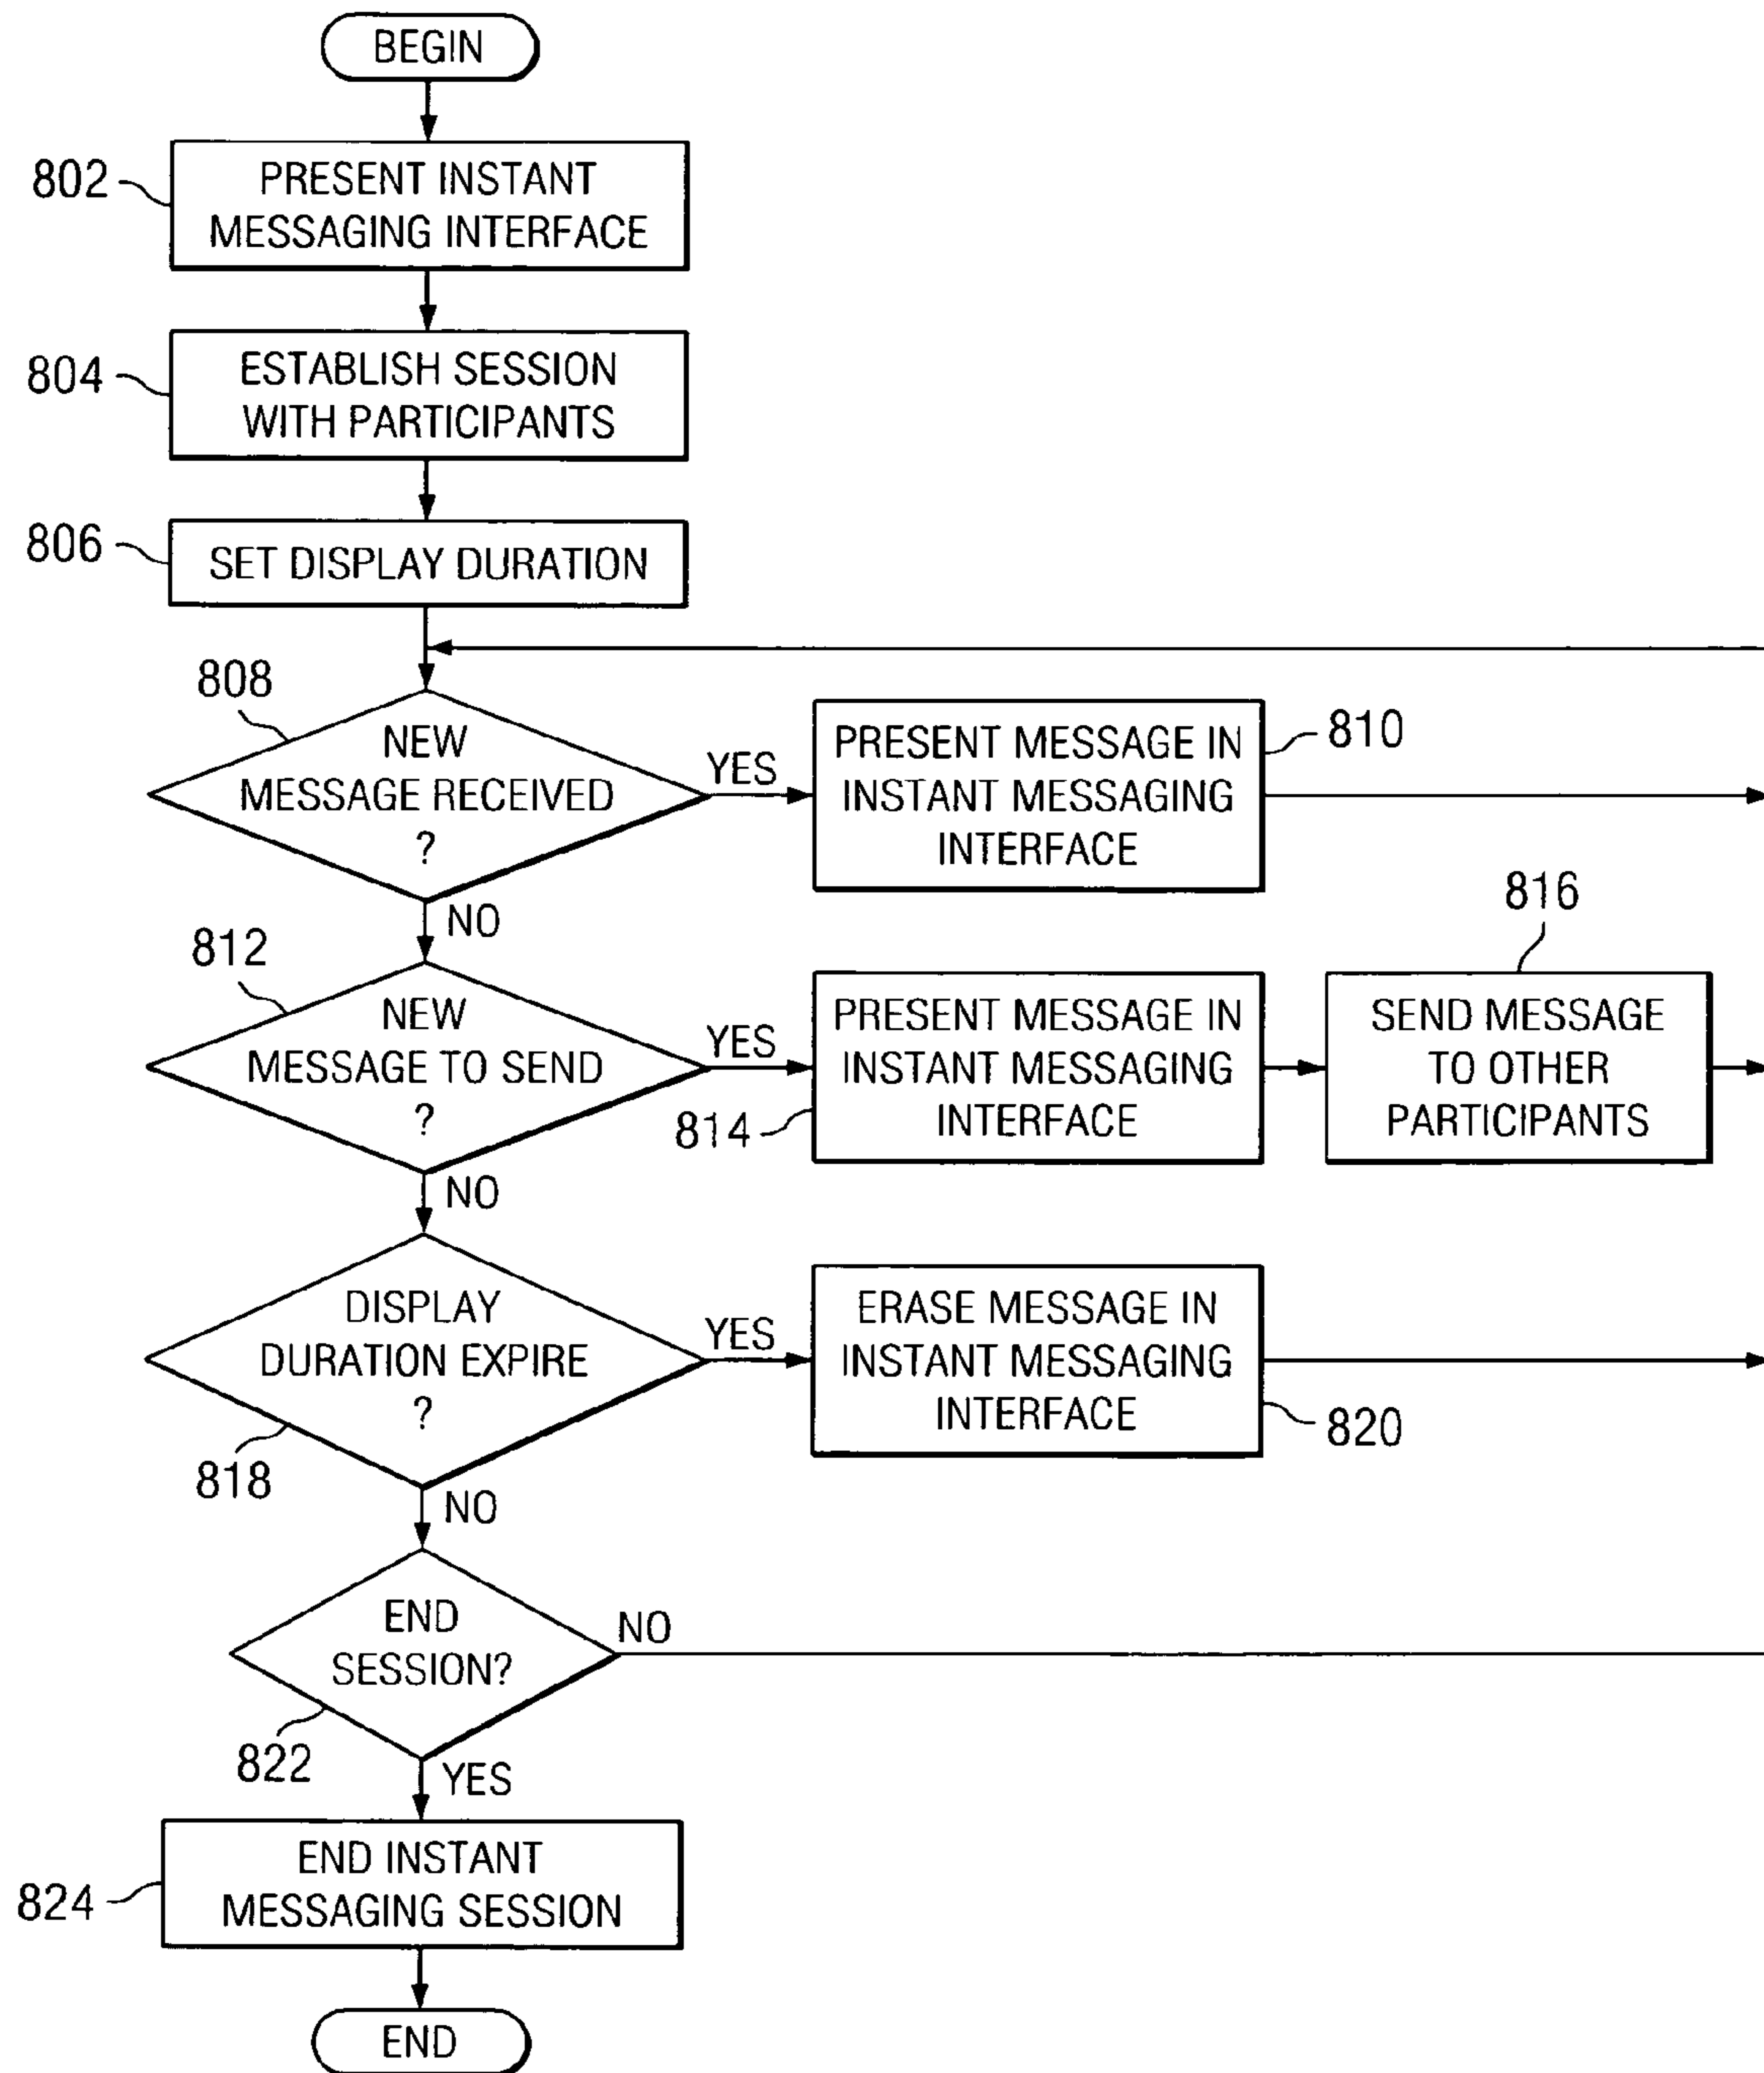 BEGIN
802
PRESENT INSTANT
MESSAGING INTERFACE
804
ESTABLISH SESSION
WITH PARTICIPANTS
806
SET DISPLAY DURATION
808
NEW
MESSAGE RECEIVED
?
YES
PRESENT MESSAGE IN
INSTANT MESSAGING
INTERFACE
810
NO
812
NEW
MESSAGE TO SEND
?
YES
PRESENT MESSAGE IN
INSTANT MESSAGING
INTERFACE
814
816
SEND MESSAGE
TO OTHER
PARTICIPANTS
NO
DISPLAY
DURATION EXPIRE
?
818
YES
ERASE MESSAGE IN
INSTANT MESSAGING
INTERFACE
820
NO
END
SESSION?
822
NO
YES
824
END INSTANT
MESSAGING SESSION
END